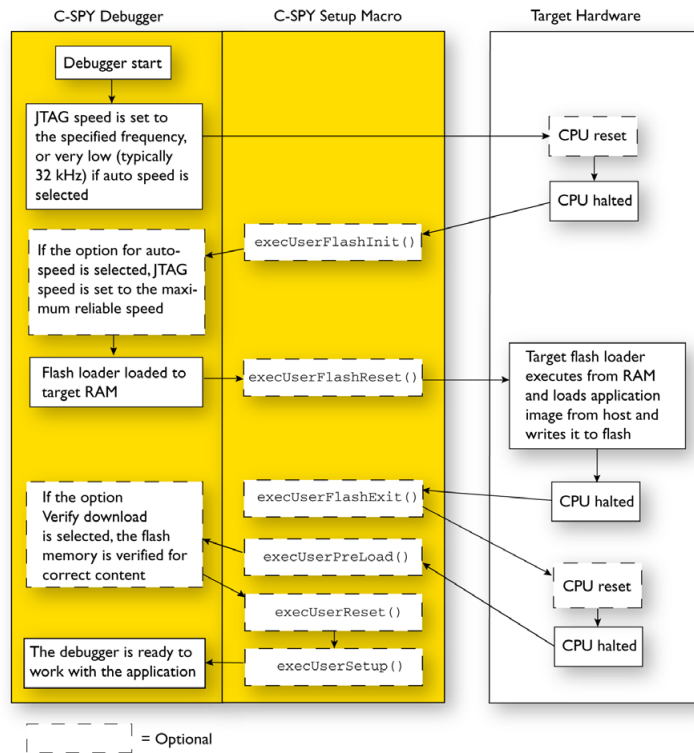 C-SPY Debugger
C-SPY Setup Macro
Target Hardware
Debugger start
JTAG speed is set to
the specified frequency,
or very low (typically
32 kHz) if auto speed is
selected
CPU reset
CPU halted
execUserFlashInit()
If the option for auto-
speed is selected, JTAG
speed is set to the maxi-
mum reliable speed
Flash loader loaded to
target RAM
execUserFlashReset()
Target flash loader
executes from RAM
and loads application
image from host and
writes it to flash
CPU halted
execUserFlashExit()
If the option
Verify download
is selected, the flash
memory is verified for
correct content
execUserPreLoad()
CPU reset
execUserReset()
CPU halted
The debugger is ready to
work with the application
execUserSetup()
= Optional